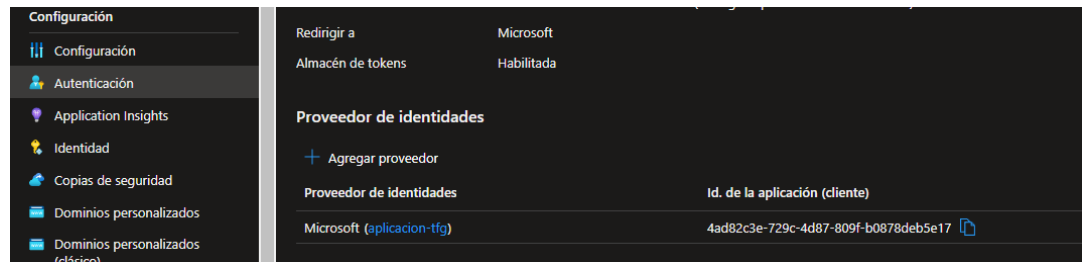 Configuración
Configuración
Autenticación
Application Insights
Identidad
Copias de seguridad
Dominios personalizados
Dominios personalizados
(clásico)
Redirigir a Microsoft
Almacén de tokens Habilitada
Proveedor de identidades
Agregar proveedor
Proveedor de identidades Id. de la aplicación (cliente)
Microsoft (aplicacion-tfg) 4ad82c3e-729c-4d87-809f-b0878deb5e17